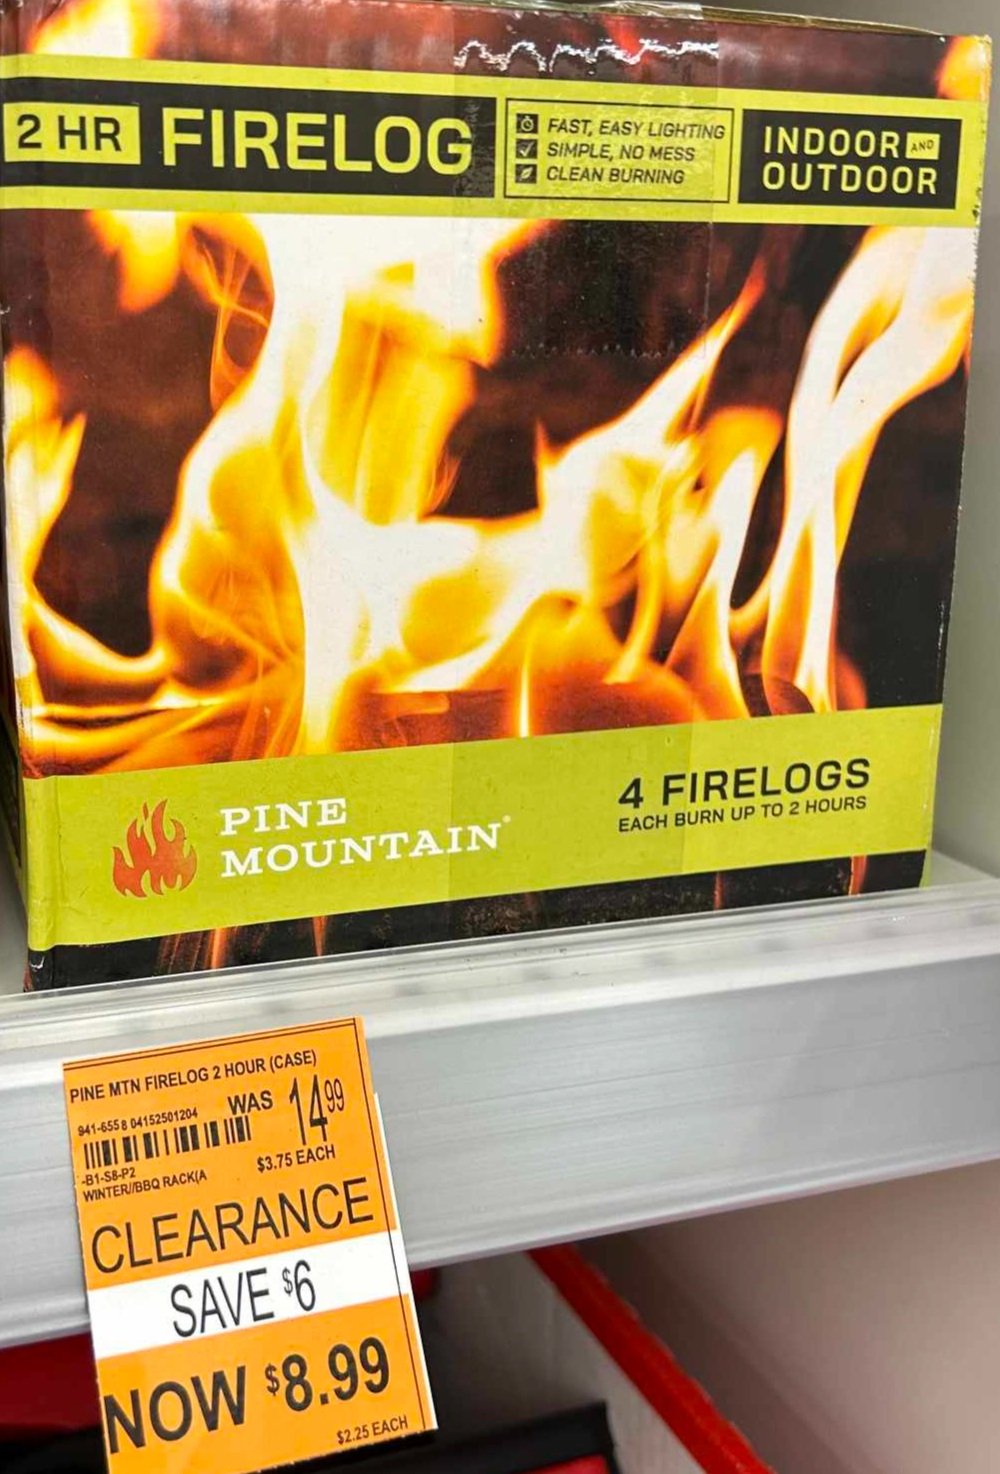 2 HR FIRELOG
FAST, EASY LIGHTING
SIMPLE, NO MESS
CLEAN BURNING
INDOOR AND
OUTDOOR
PINE
MOUNTAIN®
4 FIRELOGS
EACH BURN UP TO 2 HOURS
PINE MTN FIRELOG 2 HOUR (CASE)
941-6558 04152501204
WAS 14.99
-B1-S8-P2
$3.75 EACH
WINTER//BBQ RACK(A
CLEARANCE
SAVE $6
NOW $8.99
$2.25 EACH